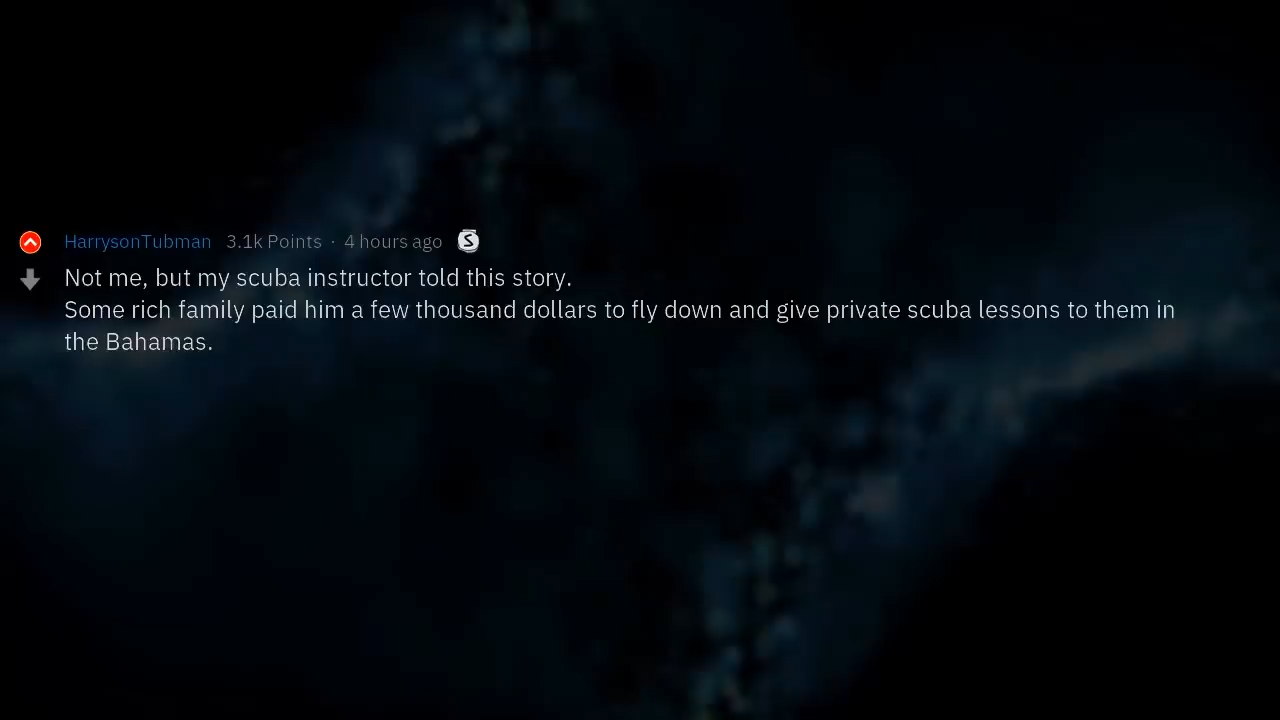 HarrysonTubman 3.1k Points · 4 hours ago S
Not me, but my scuba instructor told this story.
Some rich family paid him a few thousand dollars to fly down and give private scuba lessons to them in
the Bahamas.